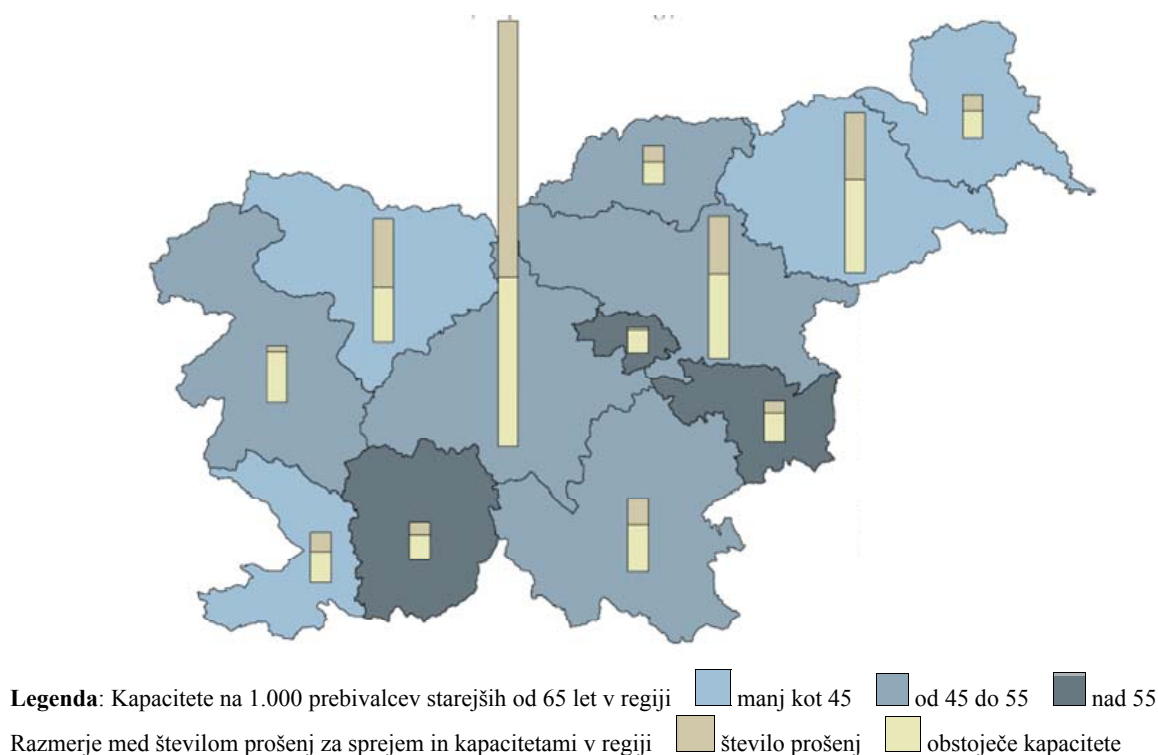 Legenda: Kapacitete na 1.000 prebivalcev starejših od 65 let v regiji manj kot 45 od 45 do 55 nad 55
Razmerje med številom prošenj za sprejem in kapacitetami v regiji število prošenj obstoječe kapacitete